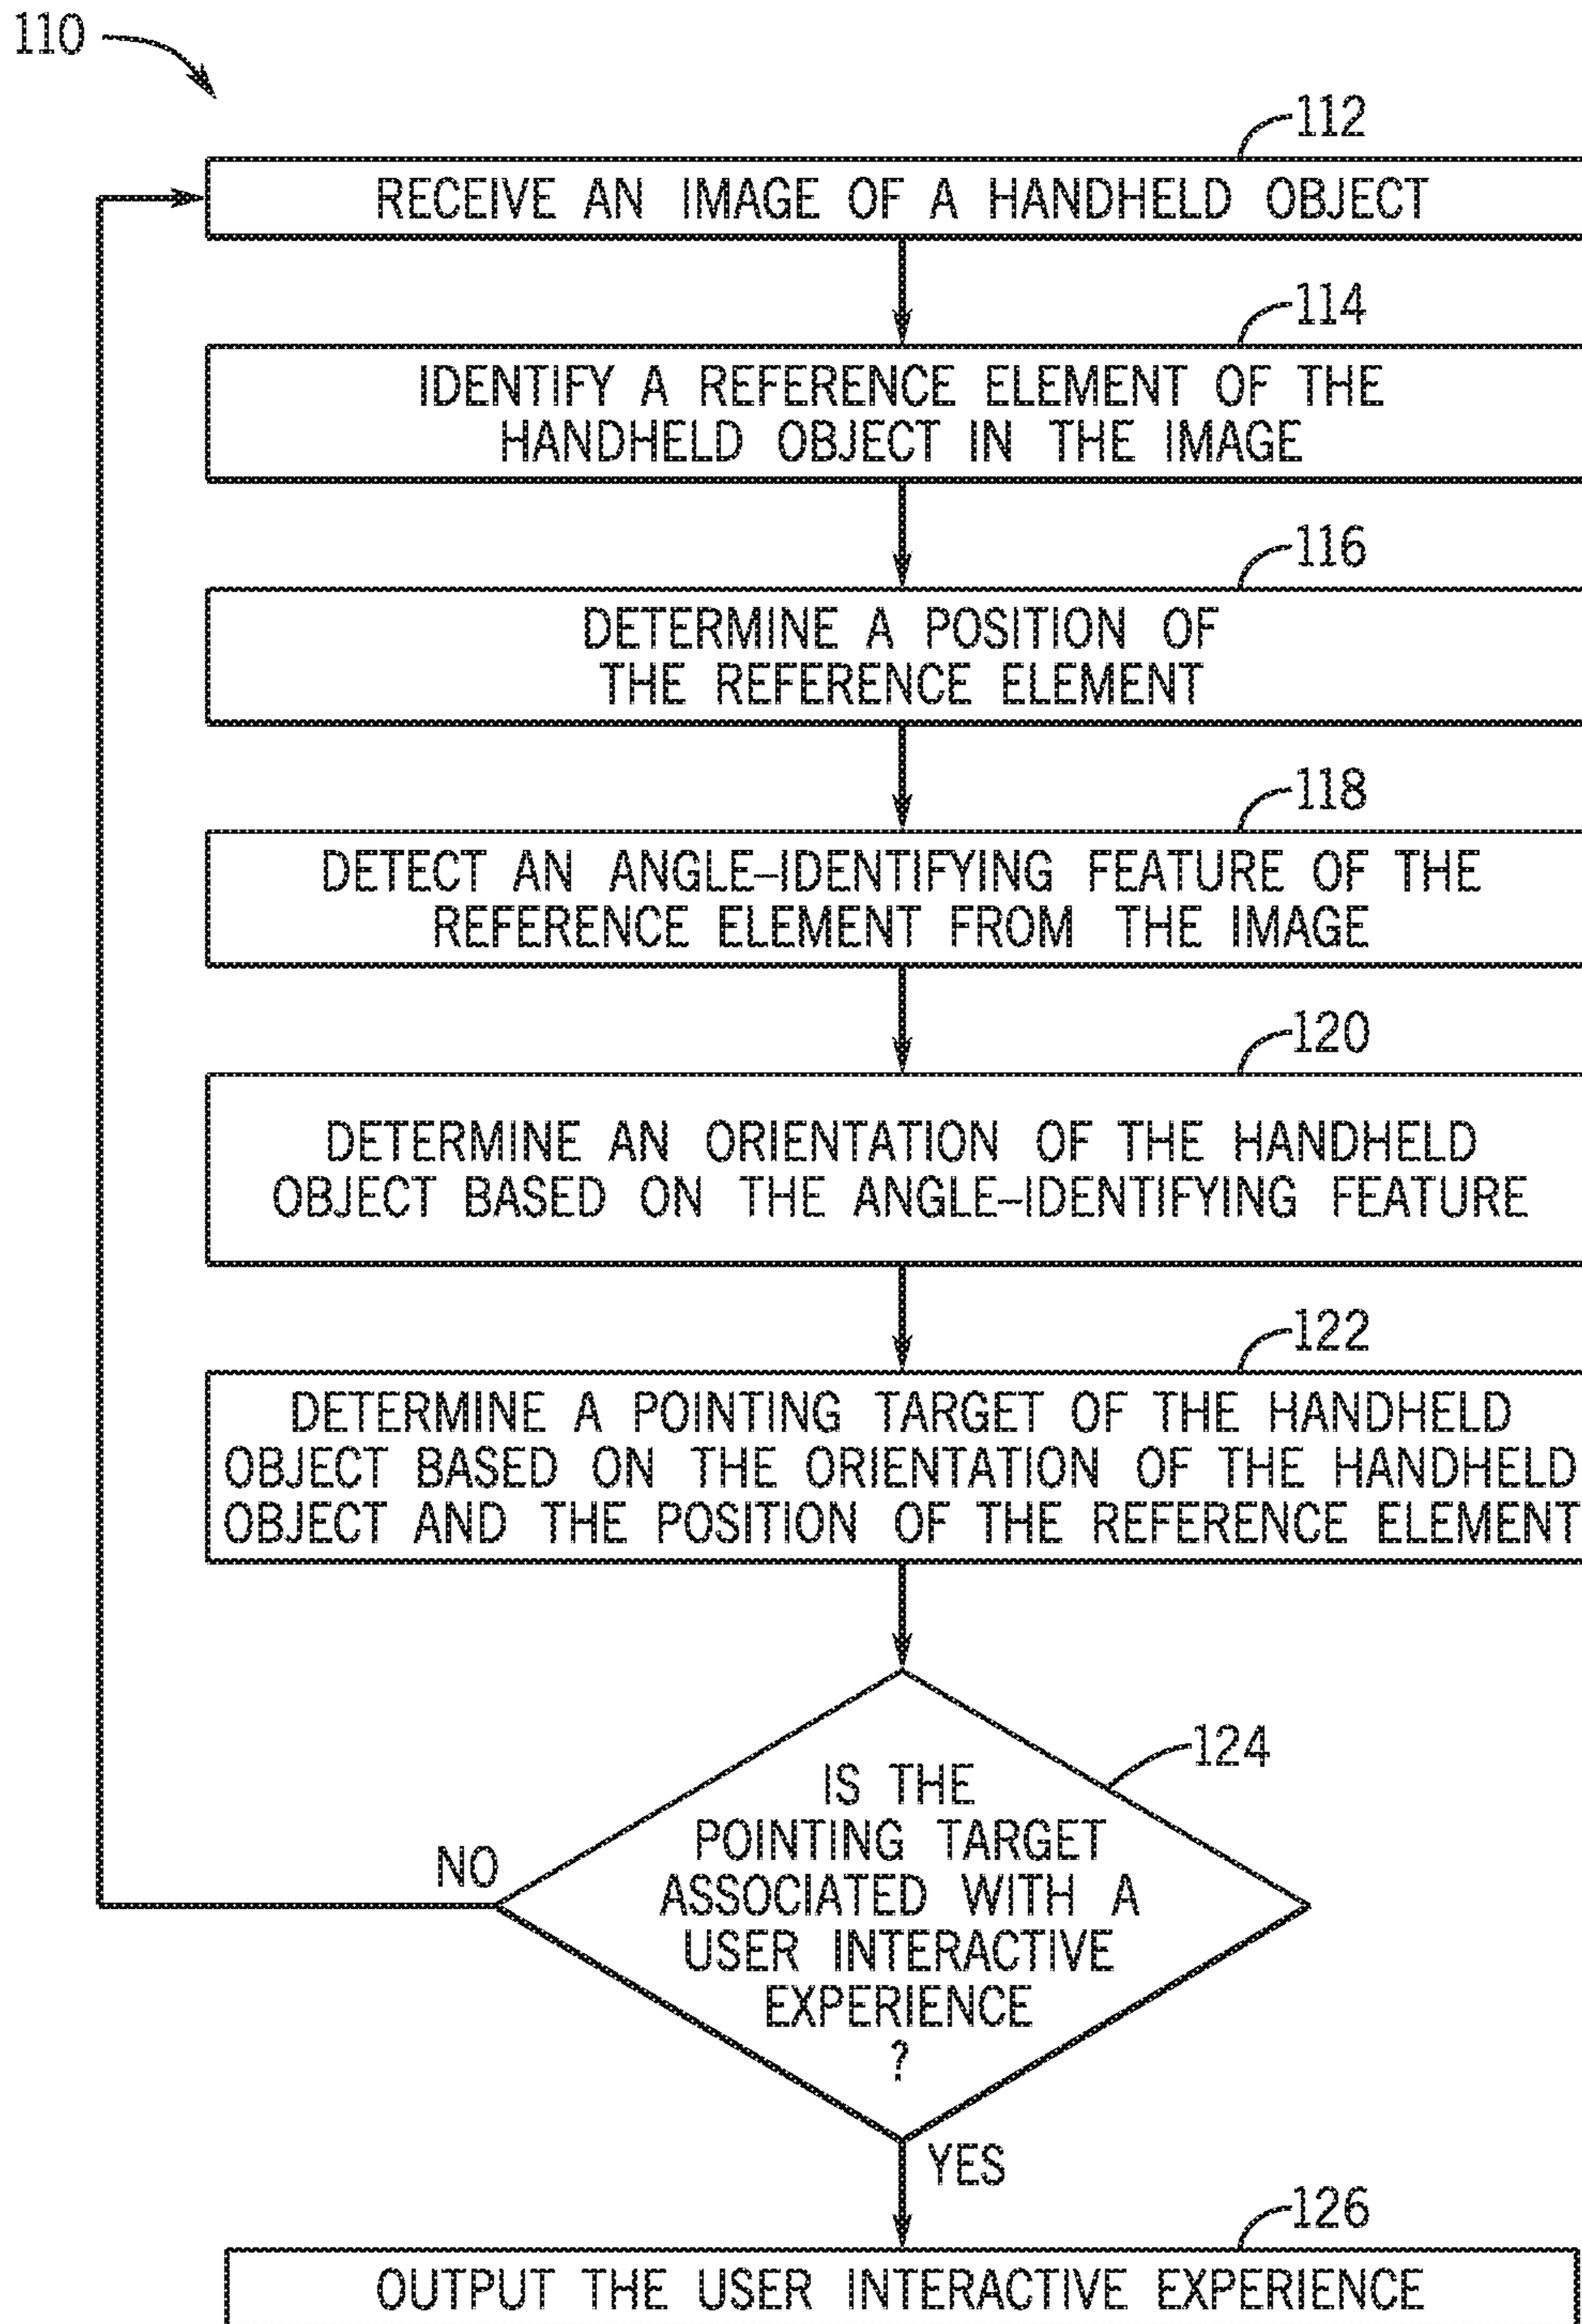 110
112
RECEIVE AN IMAGE OF A HANDHELD OBJECT
114
IDENTIFY A REFERENCE ELEMENT OF THE
HANDHELD OBJECT IN THE IMAGE
116
DETERMINE A POSITION OF
THE REFERENCE ELEMENT
118
DETECT AN ANGLE–IDENTIFYING FEATURE OF THE
REFERENCE ELEMENT FROM THE IMAGE
120
DETERMINE AN ORIENTATION OF THE HANDHELD
OBJECT BASED ON THE ANGLE–IDENTIFYING FEATURE
122
DETERMINE A POINTING TARGET OF THE HANDHELD
OBJECT BASED ON THE ORIENTATION OF THE HANDHELD
OBJECT AND THE POSITION OF THE REFERENCE ELEMENT
124
IS THE
POINTING TARGET
ASSOCIATED WITH A
USER INTERACTIVE
EXPERIENCE
?
NO
YES
126
OUTPUT THE USER INTERACTIVE EXPERIENCE